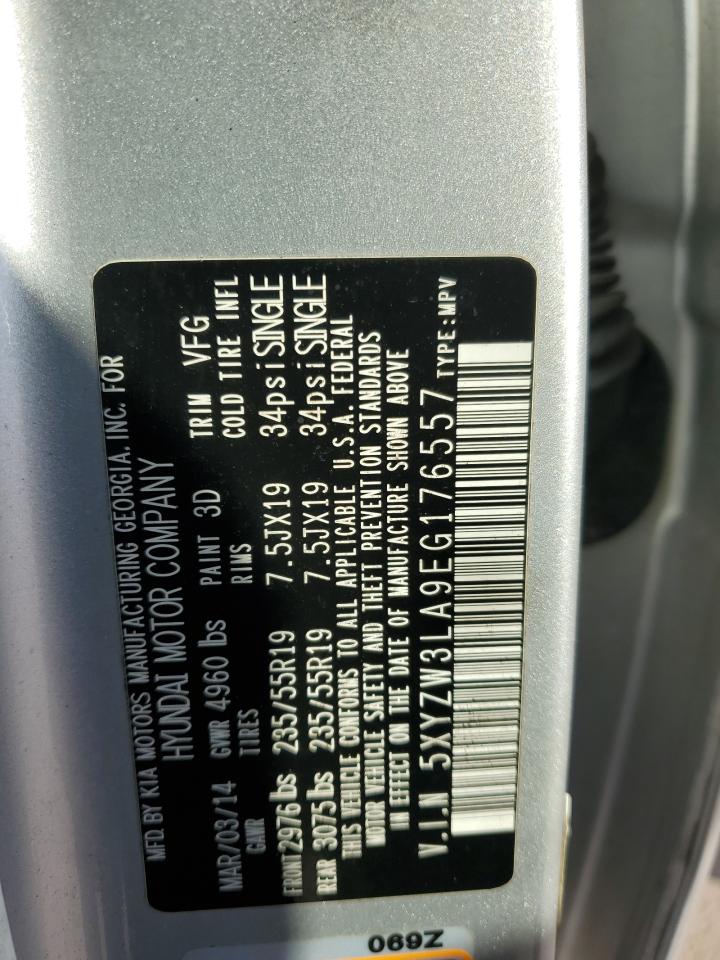 MFD. BY KIA MOTORS MANUFACTURING GEORGIA, INC. FOR
HYUNDAI MOTOR COMPANY
MAR/03/14 GVWR 4960 lbs PAINT 3D TRIM VFG
GAWR TIRES RIMS COLD TIRE INFL
FRONT 2976 lbs 235/55R19 7.5JX19 34psi SINGLE
REAR 3075 lbs 235/55R19 7.5JX19 34psi SINGLE
THIS VEHICLE CONFORMS TO ALL APPLICABLE U.S.A. FEDERAL
MOTOR VEHICLE SAFETY AND THEFT PREVENTION STANDARDS
IN EFFECT ON THE DATE OF MANUFACTURE SHOWN ABOVE
V.I.N 5XYZW3LA9EG176557 TYPE:MPV
069Z